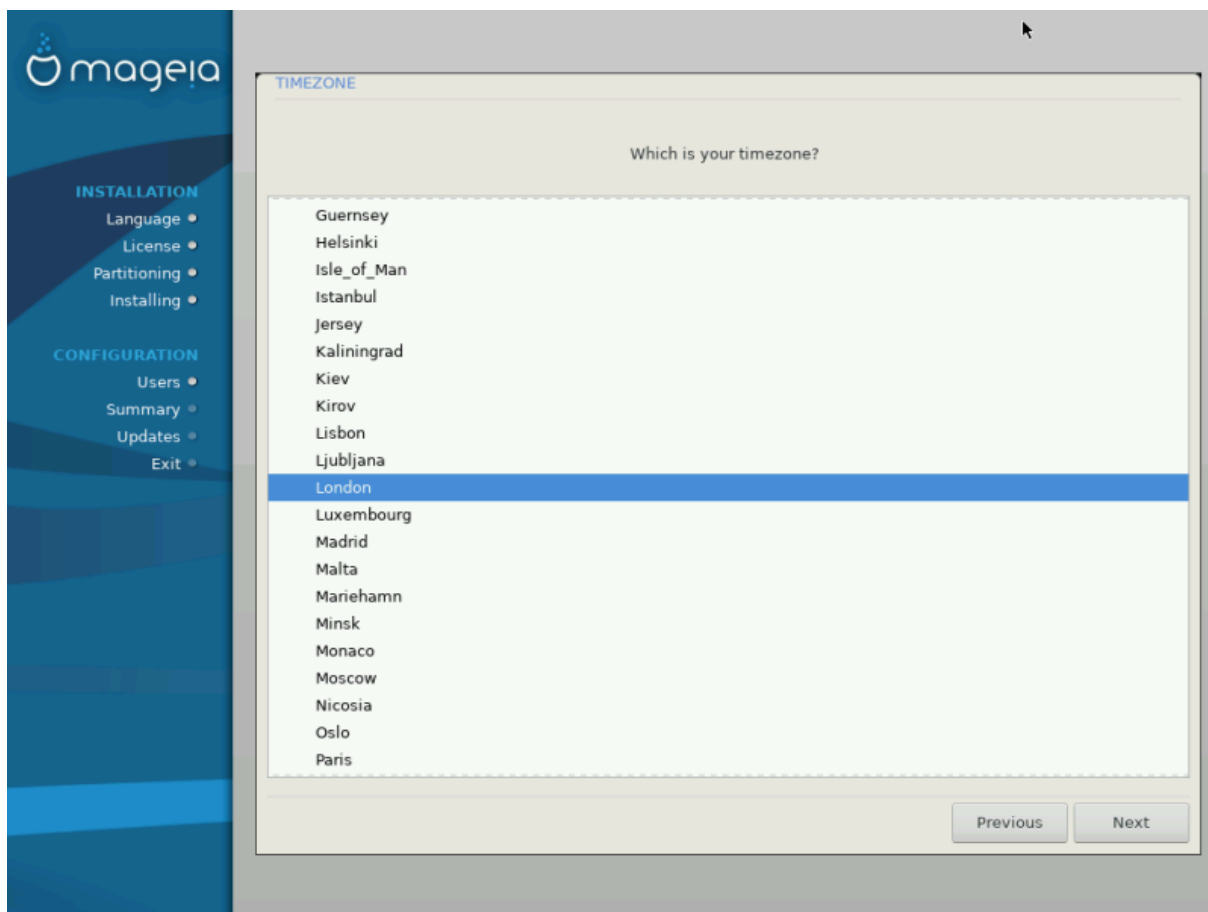 mageia
INSTALLATION
Language
License
Partitioning
Installing
CONFIGURATION
Users
Summary
Updates
Exit
TIMEZONE
Which is your timezone?
Guernsey
Helsinki
Isle_of_Man
Istanbul
Jersey
Kaliningrad
Kiev
Kirov
Lisbon
Ljubljana
London
Luxembourg
Madrid
Malta
Mariehamn
Minsk
Monaco
Moscow
Nicosia
Oslo
Paris
Previous
Next